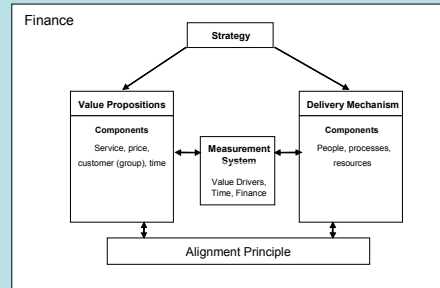 Finance
Strategy
Value Propositions
Components
Service, price,
customer (group), time
Measurement
System
Value Drivers,
Time, Finance
Delivery Mechanism
Components
People, processes,
resources
Alignment Principle